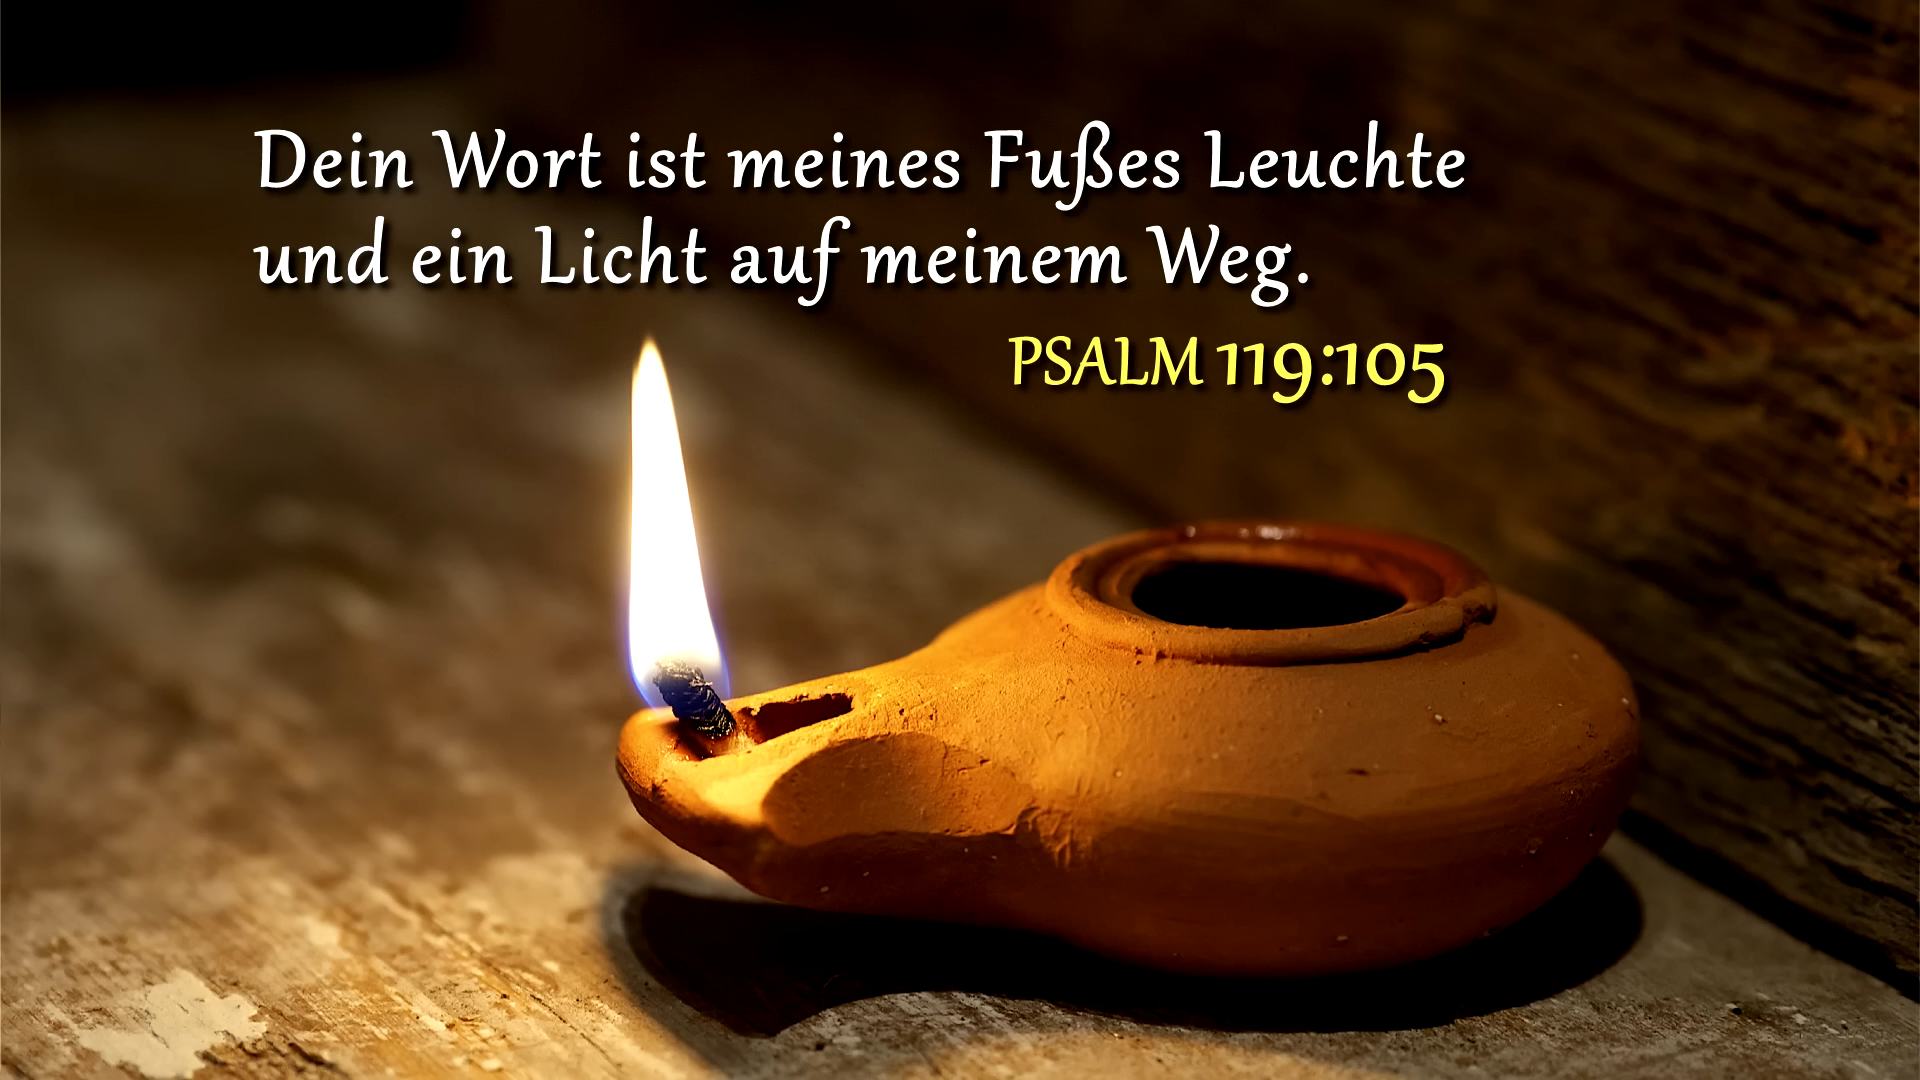 Dein Wort ist meines Fußes Leuchte
und ein Licht auf meinem Weg.
PSALM 119:105